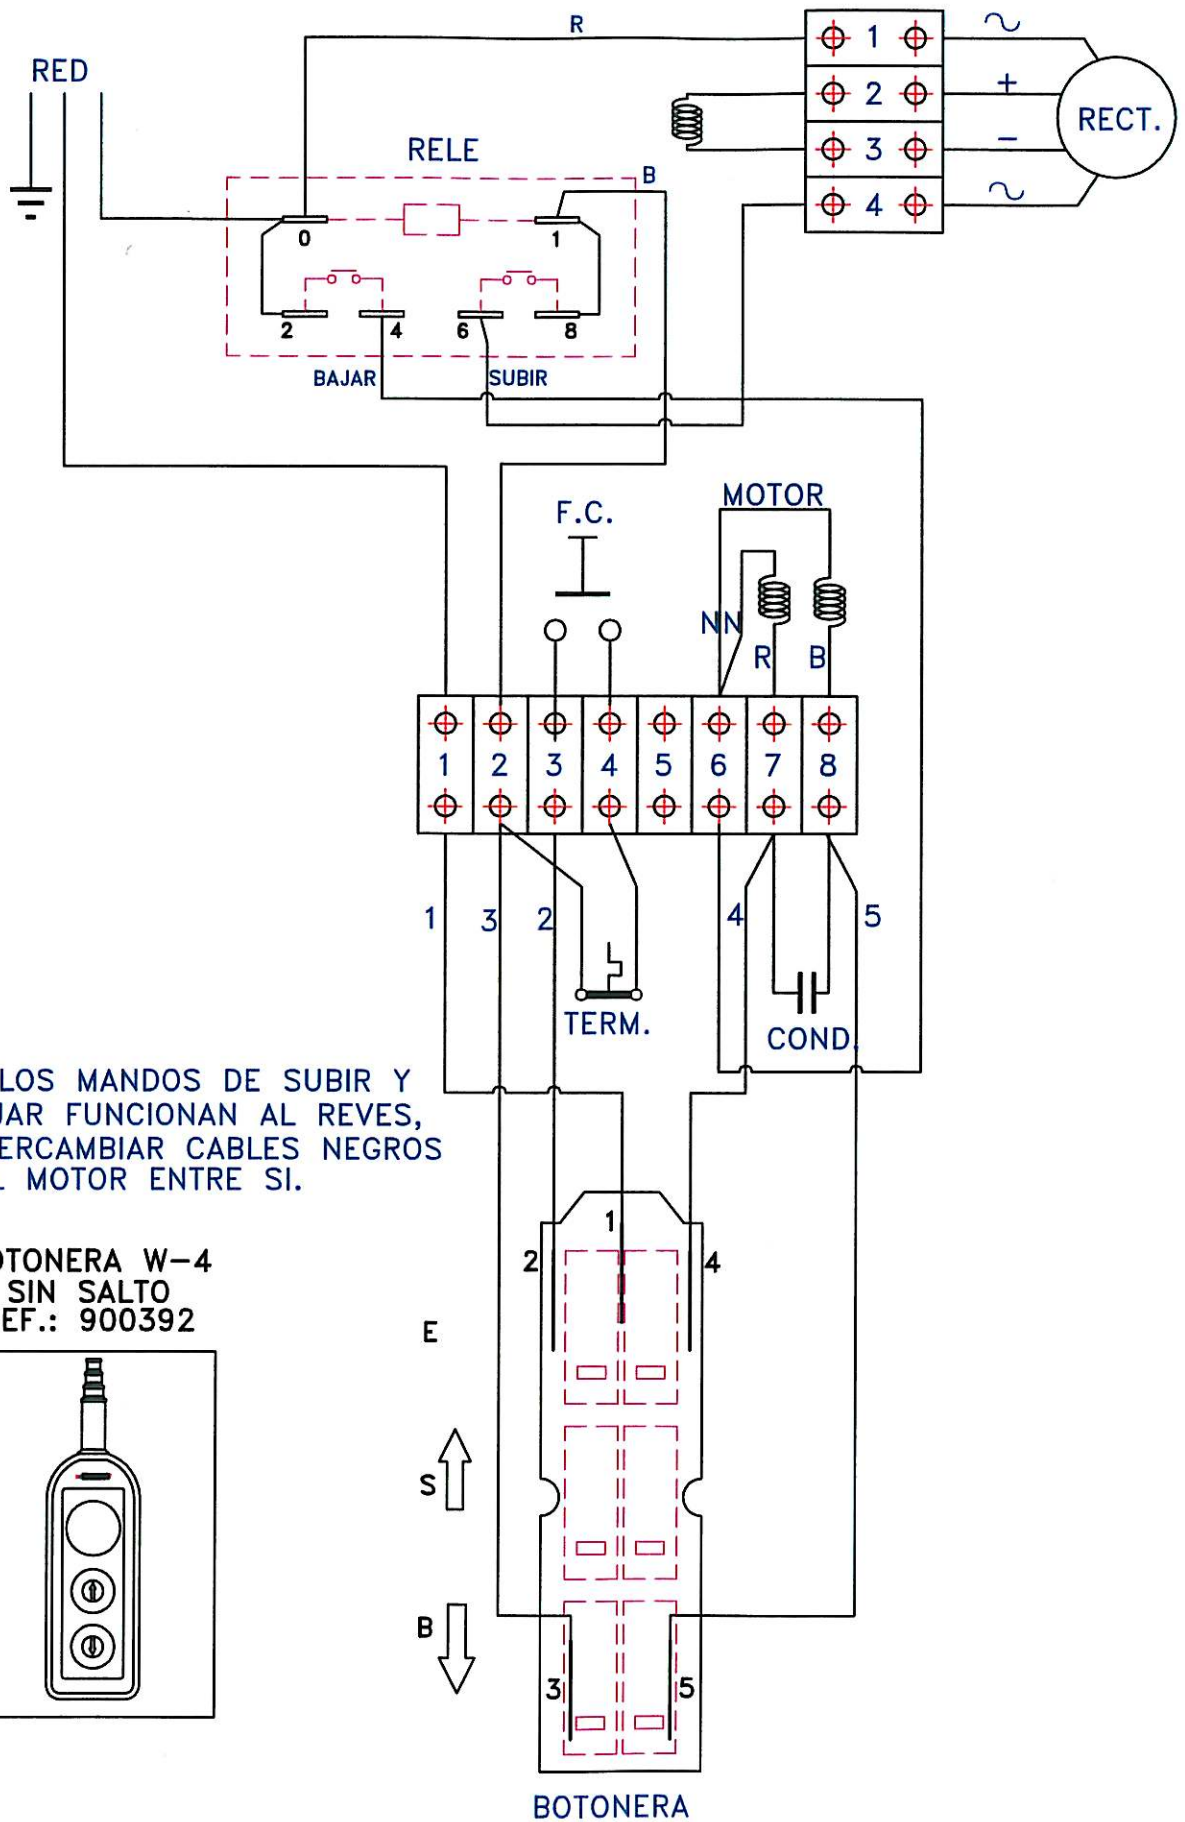 R
1
2
3
4
+
−
RECT.
RED
RELE
B
0
1
2
4
6
8
BAJAR
SUBIR
F.C.
MOTOR
NN
R
B
1 2 3 4 5 6 7 8
1
3
2
4
5
TERM.
COND.
LOS MANDOS DE SUBIR Y
JAR FUNCIONAN AL REVES,
ERCAMBIAR CABLES NEGROS
L MOTOR ENTRE SI.
OTONERA W-4
SIN SALTO
EF.: 900392
1
2
4
E
S
B
3
5
BOTONERA